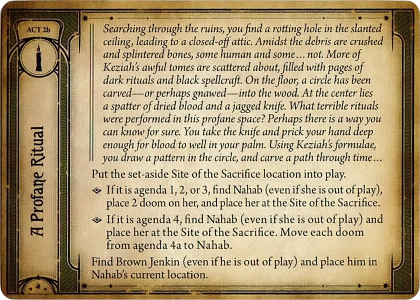 ACT 2b
A Profane Ritual
Searching through the ruins, you find a rotting hole in the slanted
ceiling, leading to a closed-off attic. Amidst the debris are crushed
and splintered bones, some human and some… not. More of
Keziah's awful tomes are scattered about, filled with pages of
dark rituals and black spellcraft. On the floor, a circle has been
carved—or perhaps gnawed—into the wood. At the center lies
a spatter of dried blood and a jagged knife. What terrible rituals
were performed in this profane space? Perhaps there is a way you
can know for sure. You take the knife and prick your hand deep
enough for blood to well in your palm. Using Keziah's formulae,
you draw a pattern in the circle, and carve a path through time…
Put the set-aside Site of the Sacrifice location into play.
If it is agenda 1, 2, or 3, find Nahab (even if she is out of play),
place 2 doom on her, and place her at the Site of the Sacrifice.
If it is agenda 4, find Nahab (even if she is out of play) and
place her at the Site of the Sacrifice. Move each doom
from agenda 4a to Nahab.
Find Brown Jenkin (even if he is out of play) and place him in
Nahab's current location.